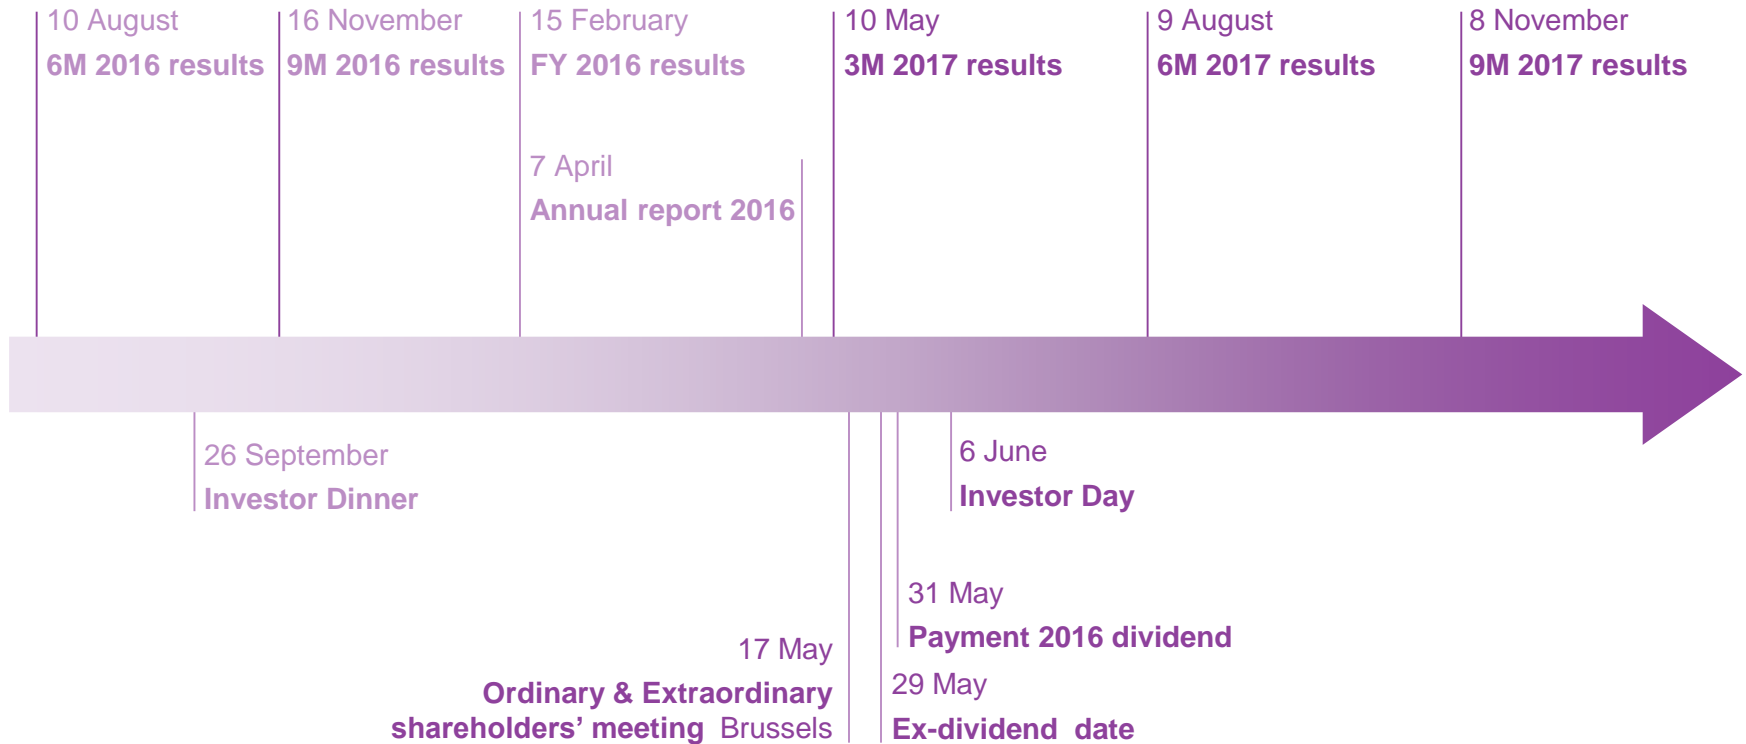 10 August
6M 2016 results
16 November
9M 2016 results
15 February
FY 2016 results
10 May
3M 2017 results
9 August
6M 2017 results
8 November
9M 2017 results
7 April
Annual report 2016
26 September
Investor Dinner
6 June
Investor Day
31 May
Payment 2016 dividend
17 May
Ordinary & Extraordinary
shareholders’ meeting Brussels
29 May
Ex-dividend date